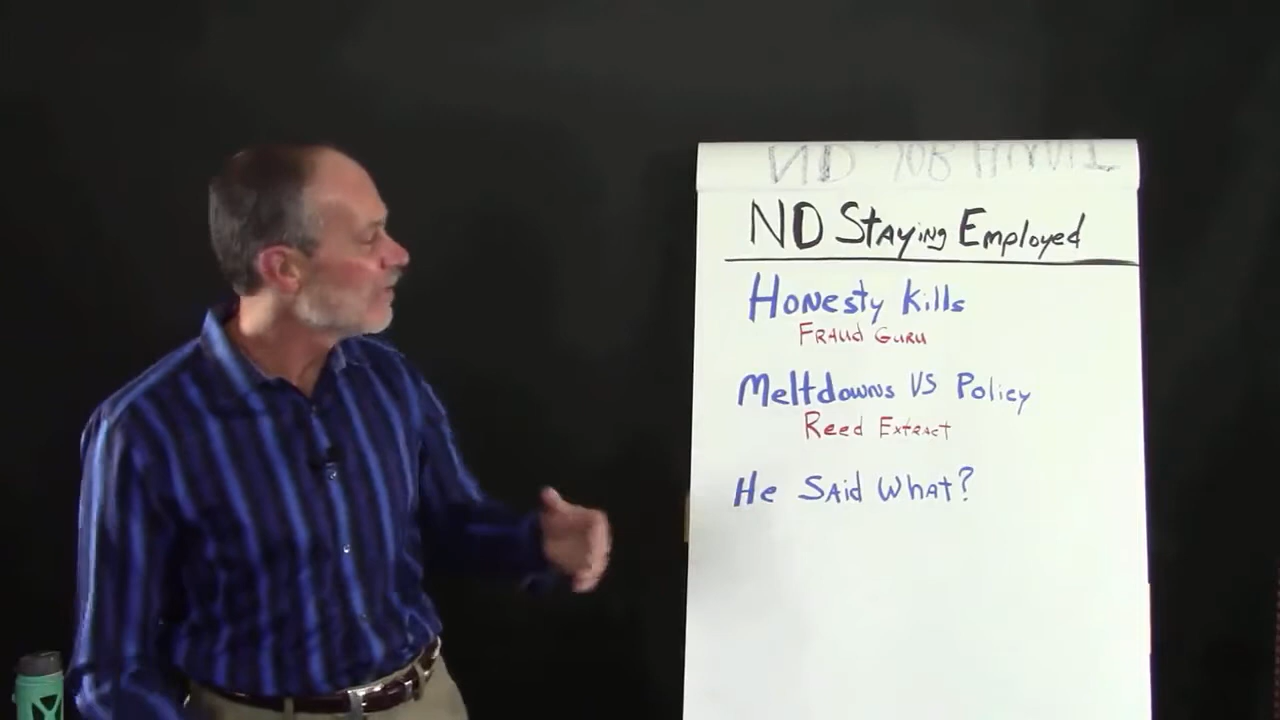 ND Staying Employed
Honesty Kills
Fraud Guru
Meltdowns VS Policy
Reed Extract
He Said What?